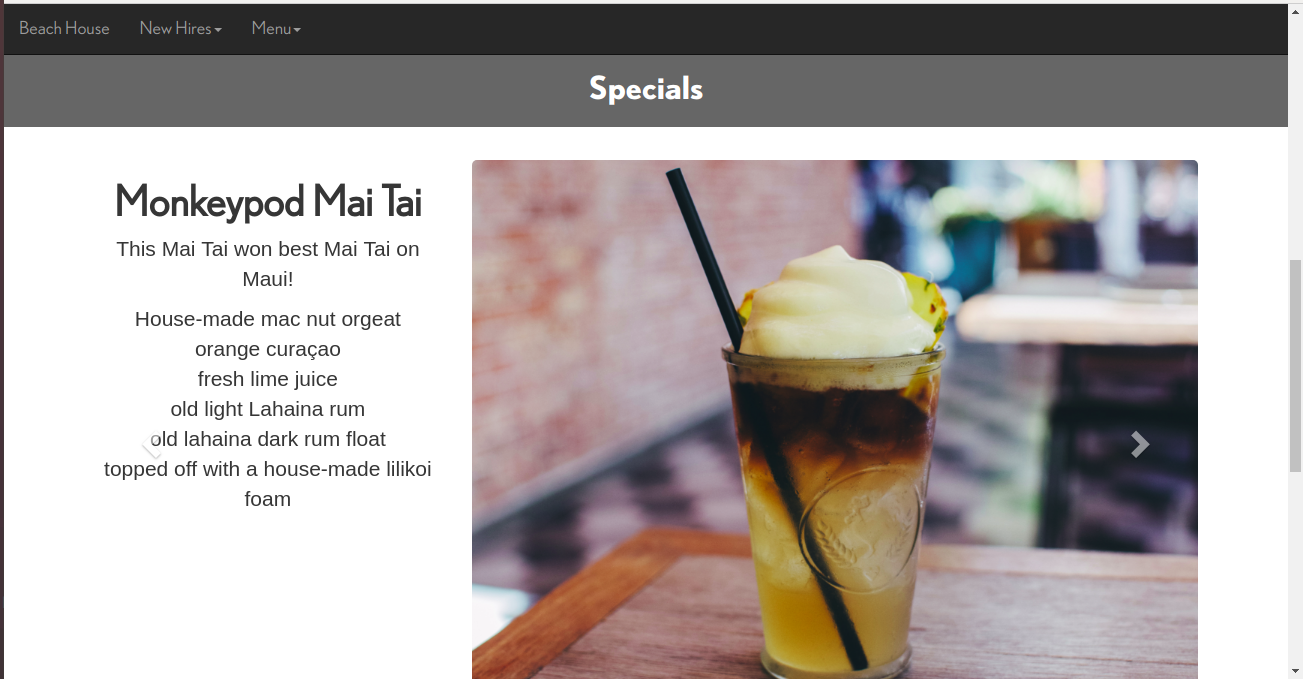 Beach House New Hires Menu
Specials
Monkeypod Mai Tai
This Mai Tai won best Mai Tai on
Maui!
House-made mac nut orgeat
orange curaçao
fresh lime juice
old light Lahaina rum
old lahaina dark rum float
topped off with a house-made lilikoi
foam